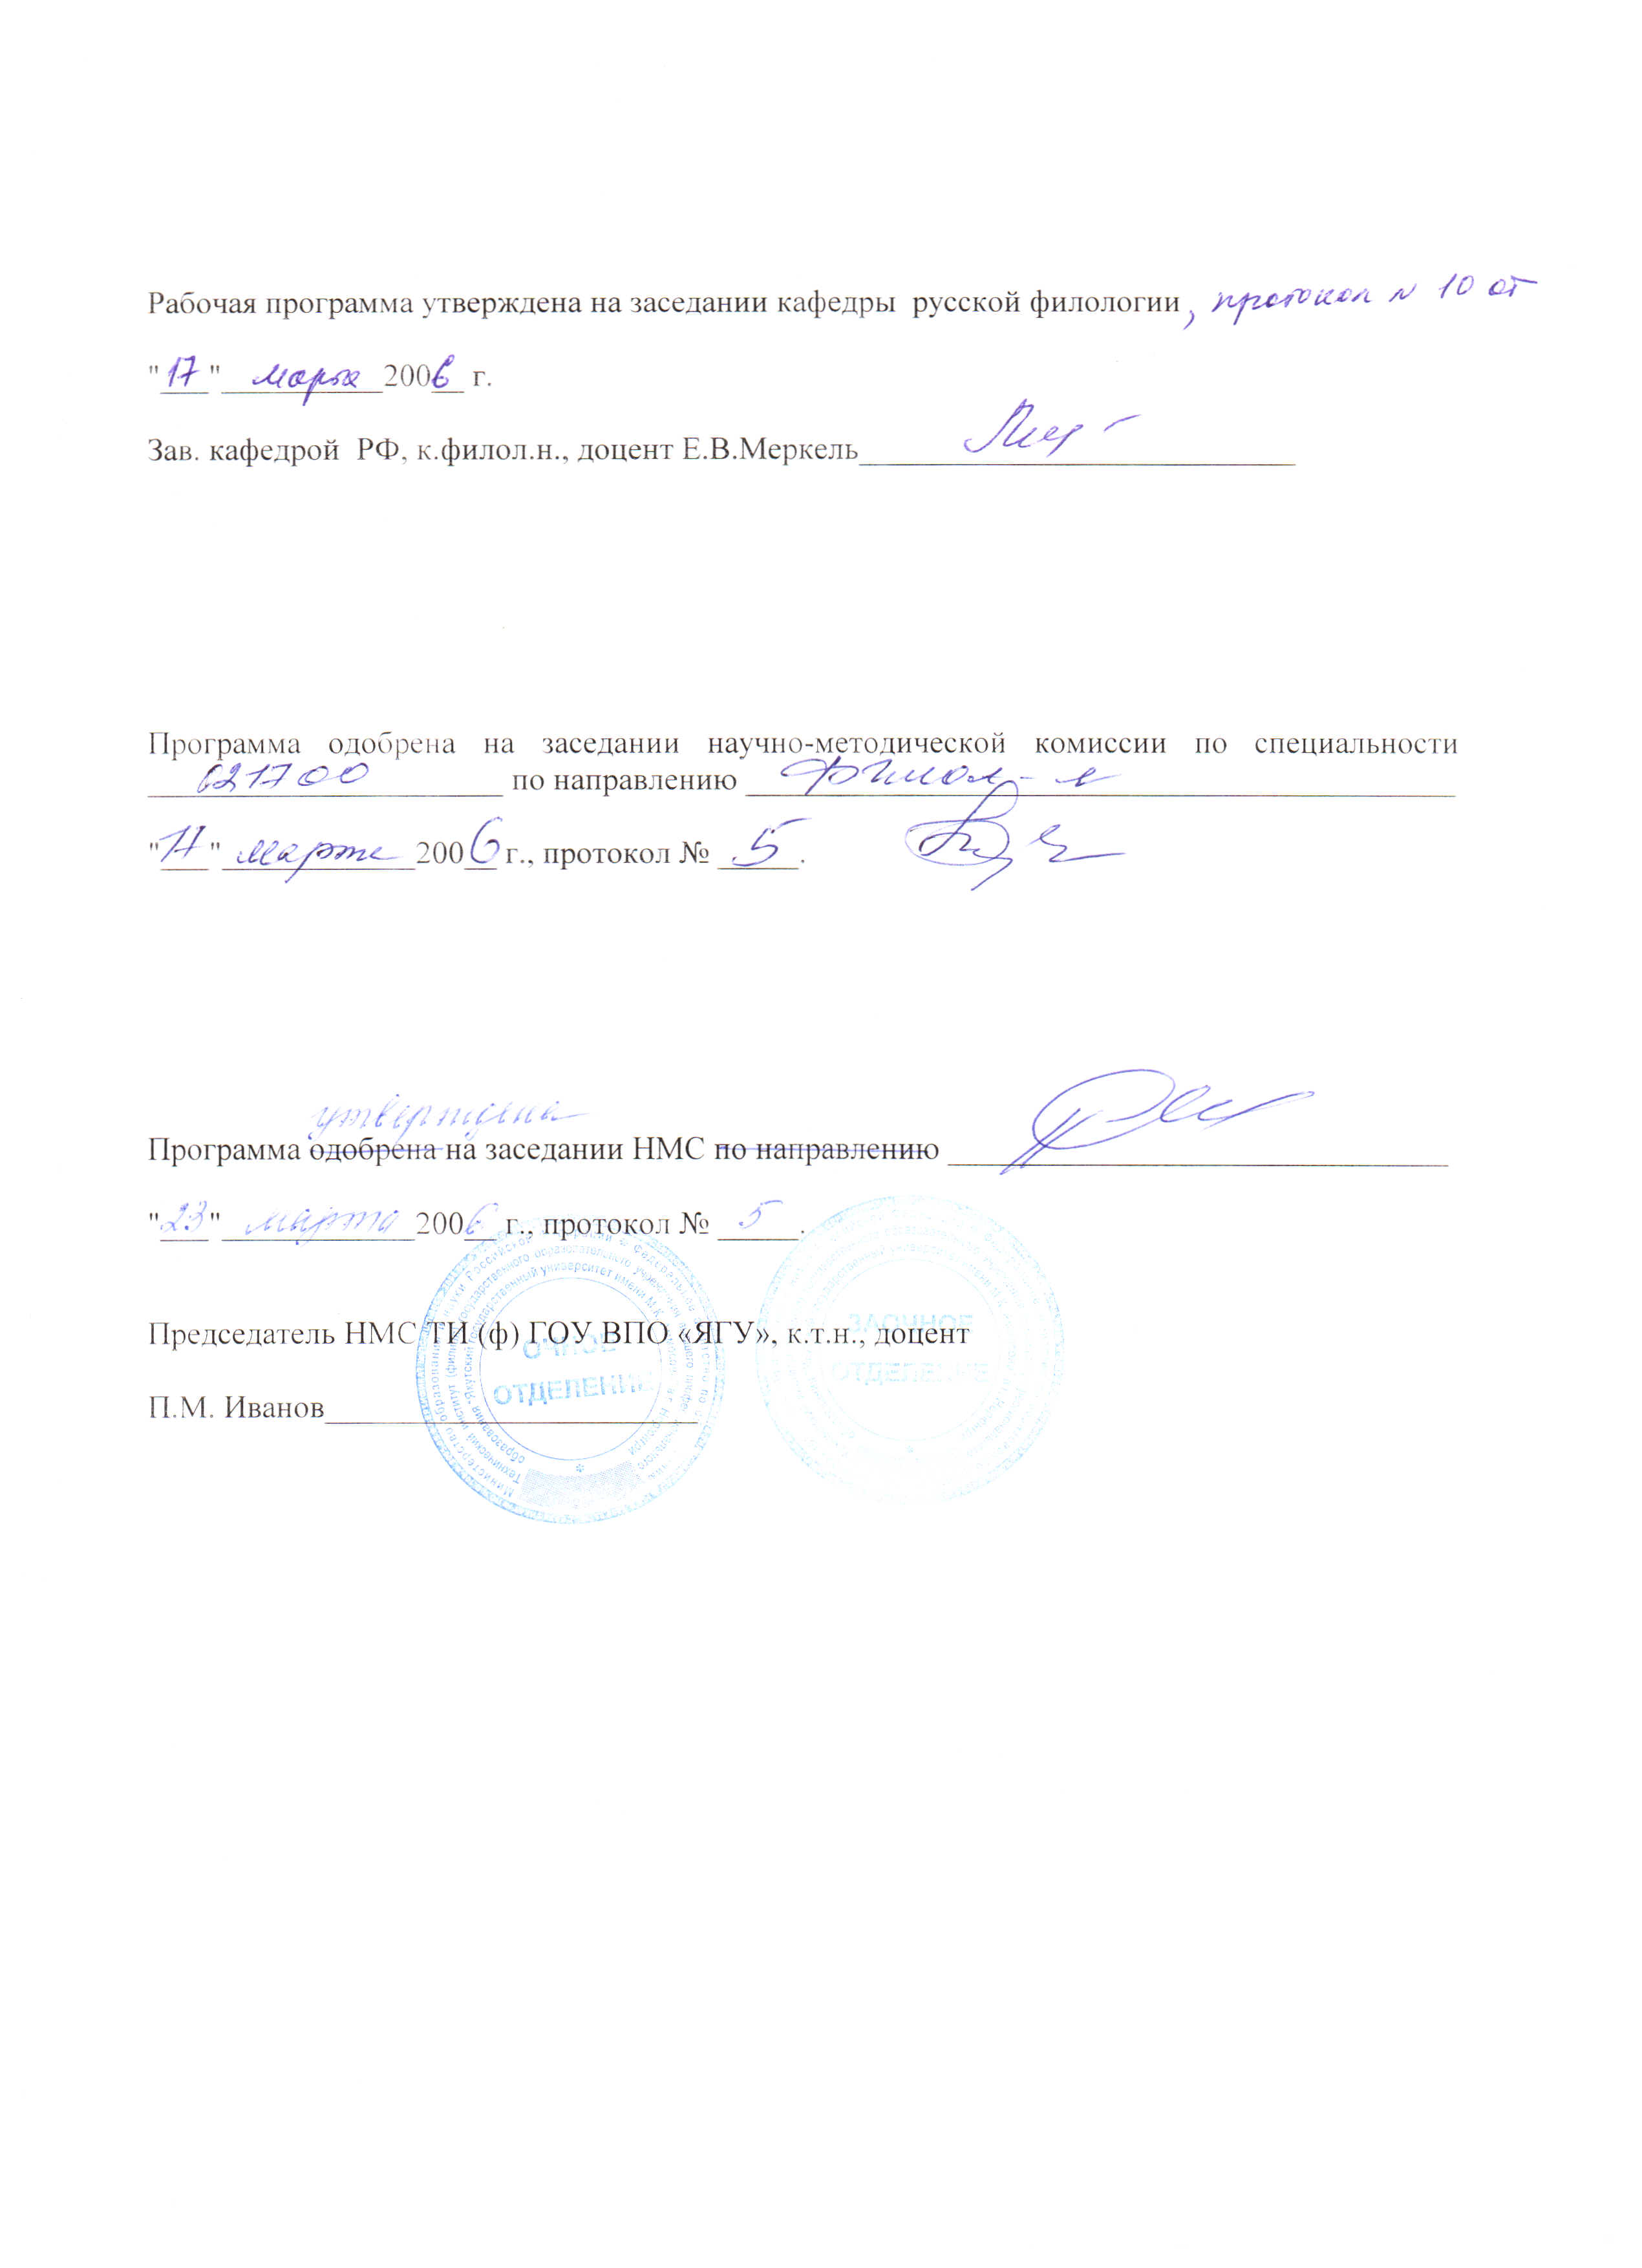 Рабочая программа утверждена на заседании кафедры русской филологии, протокол № 10 от
"17" марта 2006 г.
Зав. кафедрой РФ, к.филол.н., доцент Е.В.Меркель
Программа одобрена на заседании научно-методической комиссии по специальности
021700 по направлению Филол-я
" " марта 2006 г., протокол № 5.
утверждена
Программа одобрена на заседании НМС по направлению
"23" марта 2006 г., протокол № 5.
Председатель НМС ТИ (ф) ГОУ ВПО «ЯГУ», к.т.н., доцент
П.М. Иванов
ОЧНОЕ
ОТДЕЛЕНИЕ
ЗАОЧНОЕ
ОТДЕЛЕНИЕ